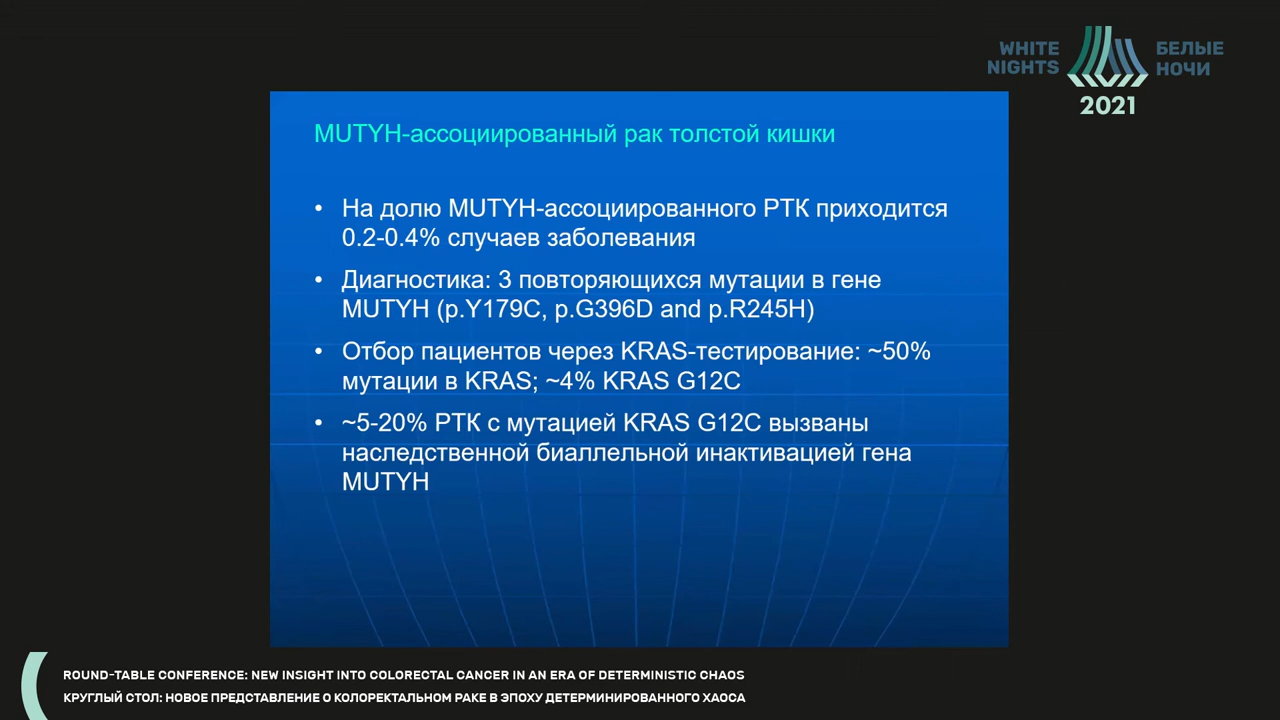 WHITE
NIGHTS
БЕЛЫЕ
НОЧИ
2021
MUTYH-ассоциированный рак толстой кишки
• На долю MUTYH-ассоциированного РТК приходится
0.2-0.4% случаев заболевания
• Диагностика: 3 повторяющихся мутации в гене
MUTYH (p.Y179C, p.G396D and p.R245H)
• Отбор пациентов через KRAS-тестирование: ~50%
мутации в KRAS; ~4% KRAS G12C
• ~5-20% РТК с мутацией KRAS G12C вызваны
наследственной биаллельной инактивацией гена
MUTYH
ROUND-TABLE CONFERENCE: NEW INSIGHT INTO COLORECTAL CANCER IN AN ERA OF DETERMINISTIC CHAOS
КРУГЛЫЙ СТОЛ: НОВОЕ ПРЕДСТАВЛЕНИЕ О КОЛОРЕКТАЛЬНОМ РАКЕ В ЭПОХУ ДЕТЕРМИНИРОВАННОГО ХАОСА